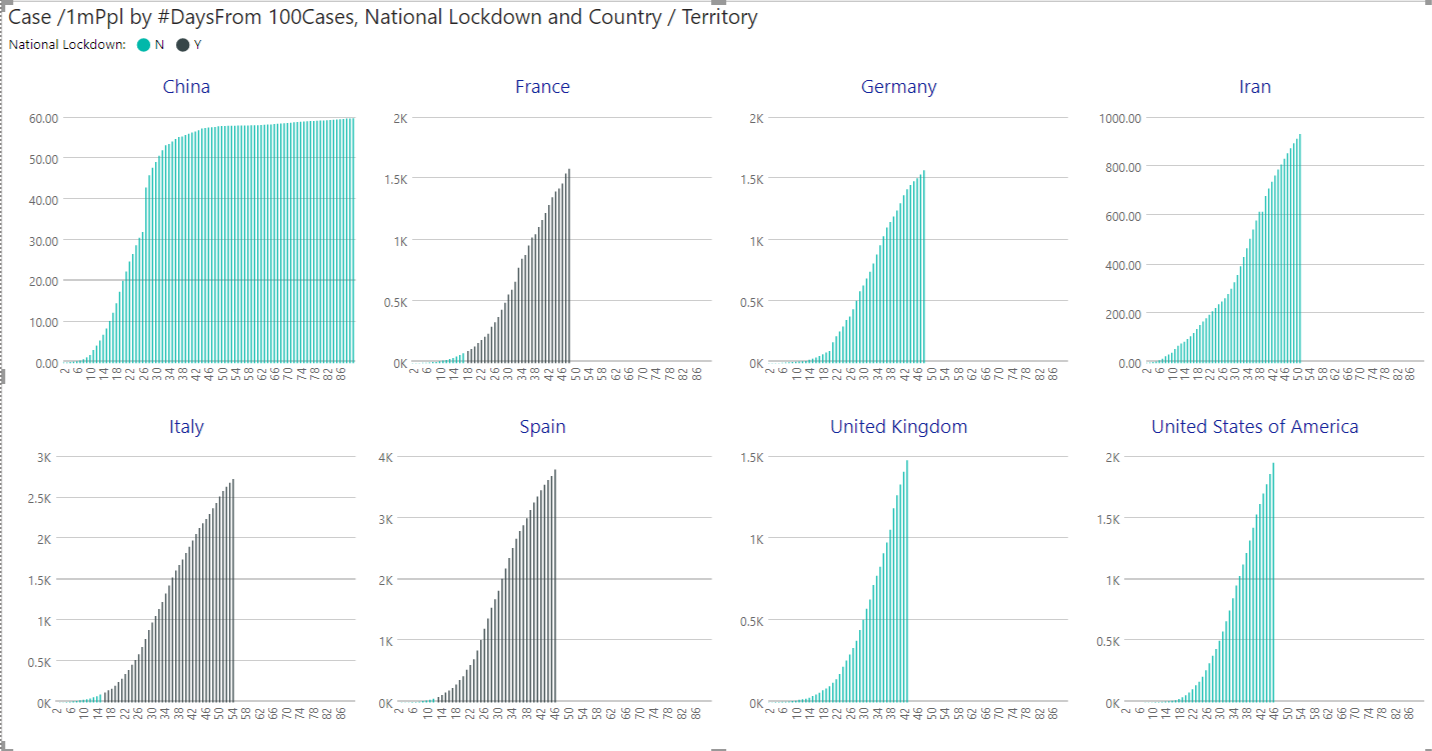 Case /1mPpl by #DaysFrom 100Cases, National Lockdown and Country / Territory
National Lockdown: N Y
China
60.00
50.00
40.00
30.00
20.00
10.00
0.00
2 6 10 14 18 22 26 30 34 38 42 46 50 54 58 62 66 70 74 78 82 86
France
2K
1.5K
1K
0.5K
0K
2 6 10 14 18 22 26 30 34 38 42 46 50 54 58 62 66 70 74 78 82 86
Germany
2K
1.5K
1K
0.5K
0K
2 6 10 14 18 22 26 30 34 38 42 46 50 54 58 62 66 70 74 78 82 86
Iran
1000.00
800.00
600.00
400.00
200.00
0.00
2 6 10 14 18 22 26 30 34 38 42 46 50 54 58 62 66 70 74 78 82 86
Italy
3K
2.5K
2K
1.5K
1K
0.5K
0K
2 6 10 14 18 22 26 30 34 38 42 46 50 54 58 62 66 70 74 78 82 86
Spain
4K
3K
2K
1K
0K
2 6 10 14 18 22 26 30 34 38 42 46 50 54 58 62 66 70 74 78 82 86
United Kingdom
1.5K
1K
0.5K
0K
2 6 10 14 18 22 26 30 34 38 42 46 50 54 58 62 66 70 74 78 82 86
United States of America
2K
1.5K
1K
0.5K
0K
2 6 10 14 18 22 26 30 34 38 42 46 50 54 58 62 66 70 74 78 82 86